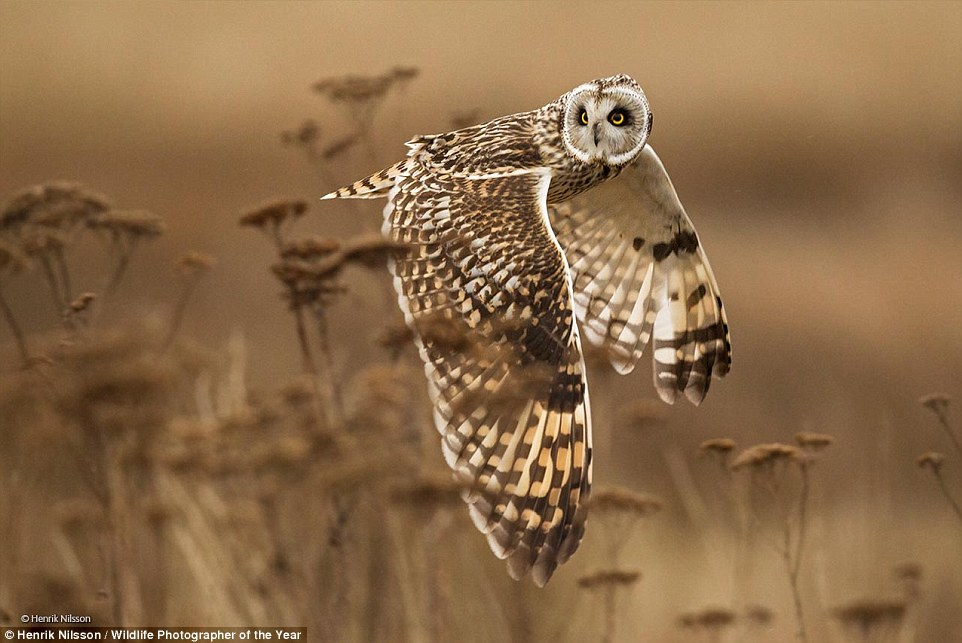 © Henrik Nilsson
© Henrik Nilsson / Wildlife Photographer of the Year